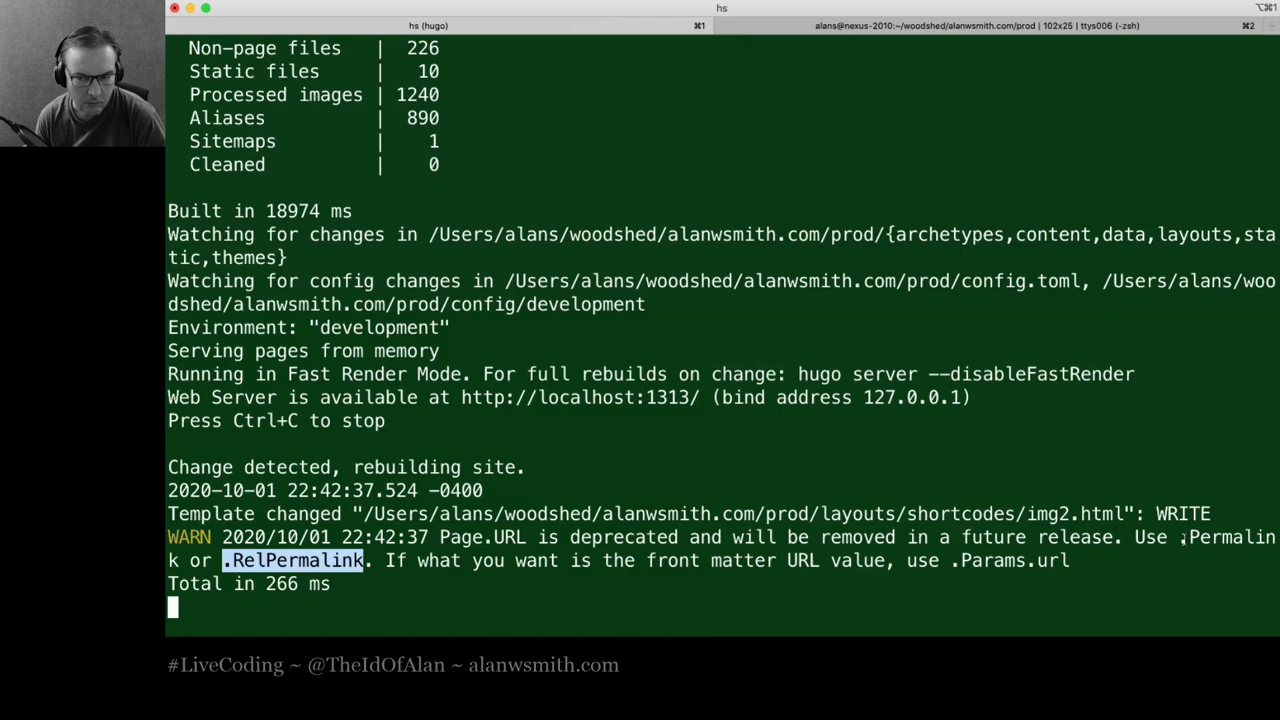 hs
⌥⌘1
hs (hugo)
⌘1
alans@nexus-2010:~/woodshed/alanwsmith.com/prod | 102x25 | ttys006 (-zsh)
⌘2
Non-page files | 226
Static files | 10
Processed images | 1240
Aliases | 890
Sitemaps | 1
Cleaned | 0
Built in 18974 ms
Watching for changes in /Users/alans/woodshed/alanwsmith.com/prod/{archetypes,content,data,layouts,sta
tic,themes}
Watching for config changes in /Users/alans/woodshed/alanwsmith.com/prod/config.toml, /Users/alans/woo
dshed/alanwsmith.com/prod/config/development
Environment: "development"
Serving pages from memory
Running in Fast Render Mode. For full rebuilds on change: hugo server --disableFastRender
Web Server is available at http://localhost:1313/ (bind address 127.0.0.1)
Press Ctrl+C to stop
Change detected, rebuilding site.
2020-10-01 22:42:37.524 -0400
Template changed "/Users/alans/woodshed/alanwsmith.com/prod/layouts/shortcodes/img2.html": WRITE
WARN 2020/10/01 22:42:37 Page.URL is deprecated and will be removed in a future release. Use .Permalin
k or .RelPermalink. If what you want is the front matter URL value, use .Params.url
Total in 266 ms
#LiveCoding ~ @TheIdOfAlan ~ alanwsmith.com